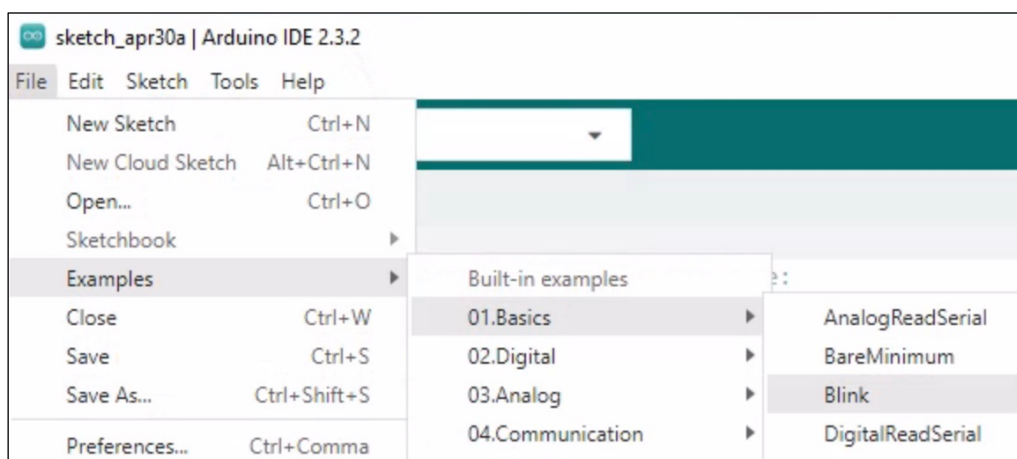 sketch_apr30a | Arduino IDE 2.3.2
File Edit Sketch Tools Help
New Sketch Ctrl+N
New Cloud Sketch Alt+Ctrl+N
Open... Ctrl+O
Sketchbook
Examples
Close Ctrl+W
Save Ctrl+S
Save As... Ctrl+Shift+S
Preferences... Ctrl+Comma
Built-in examples
01.Basics
02.Digital
03.Analog
04.Communication
AnalogReadSerial
BareMinimum
Blink
DigitalReadSerial